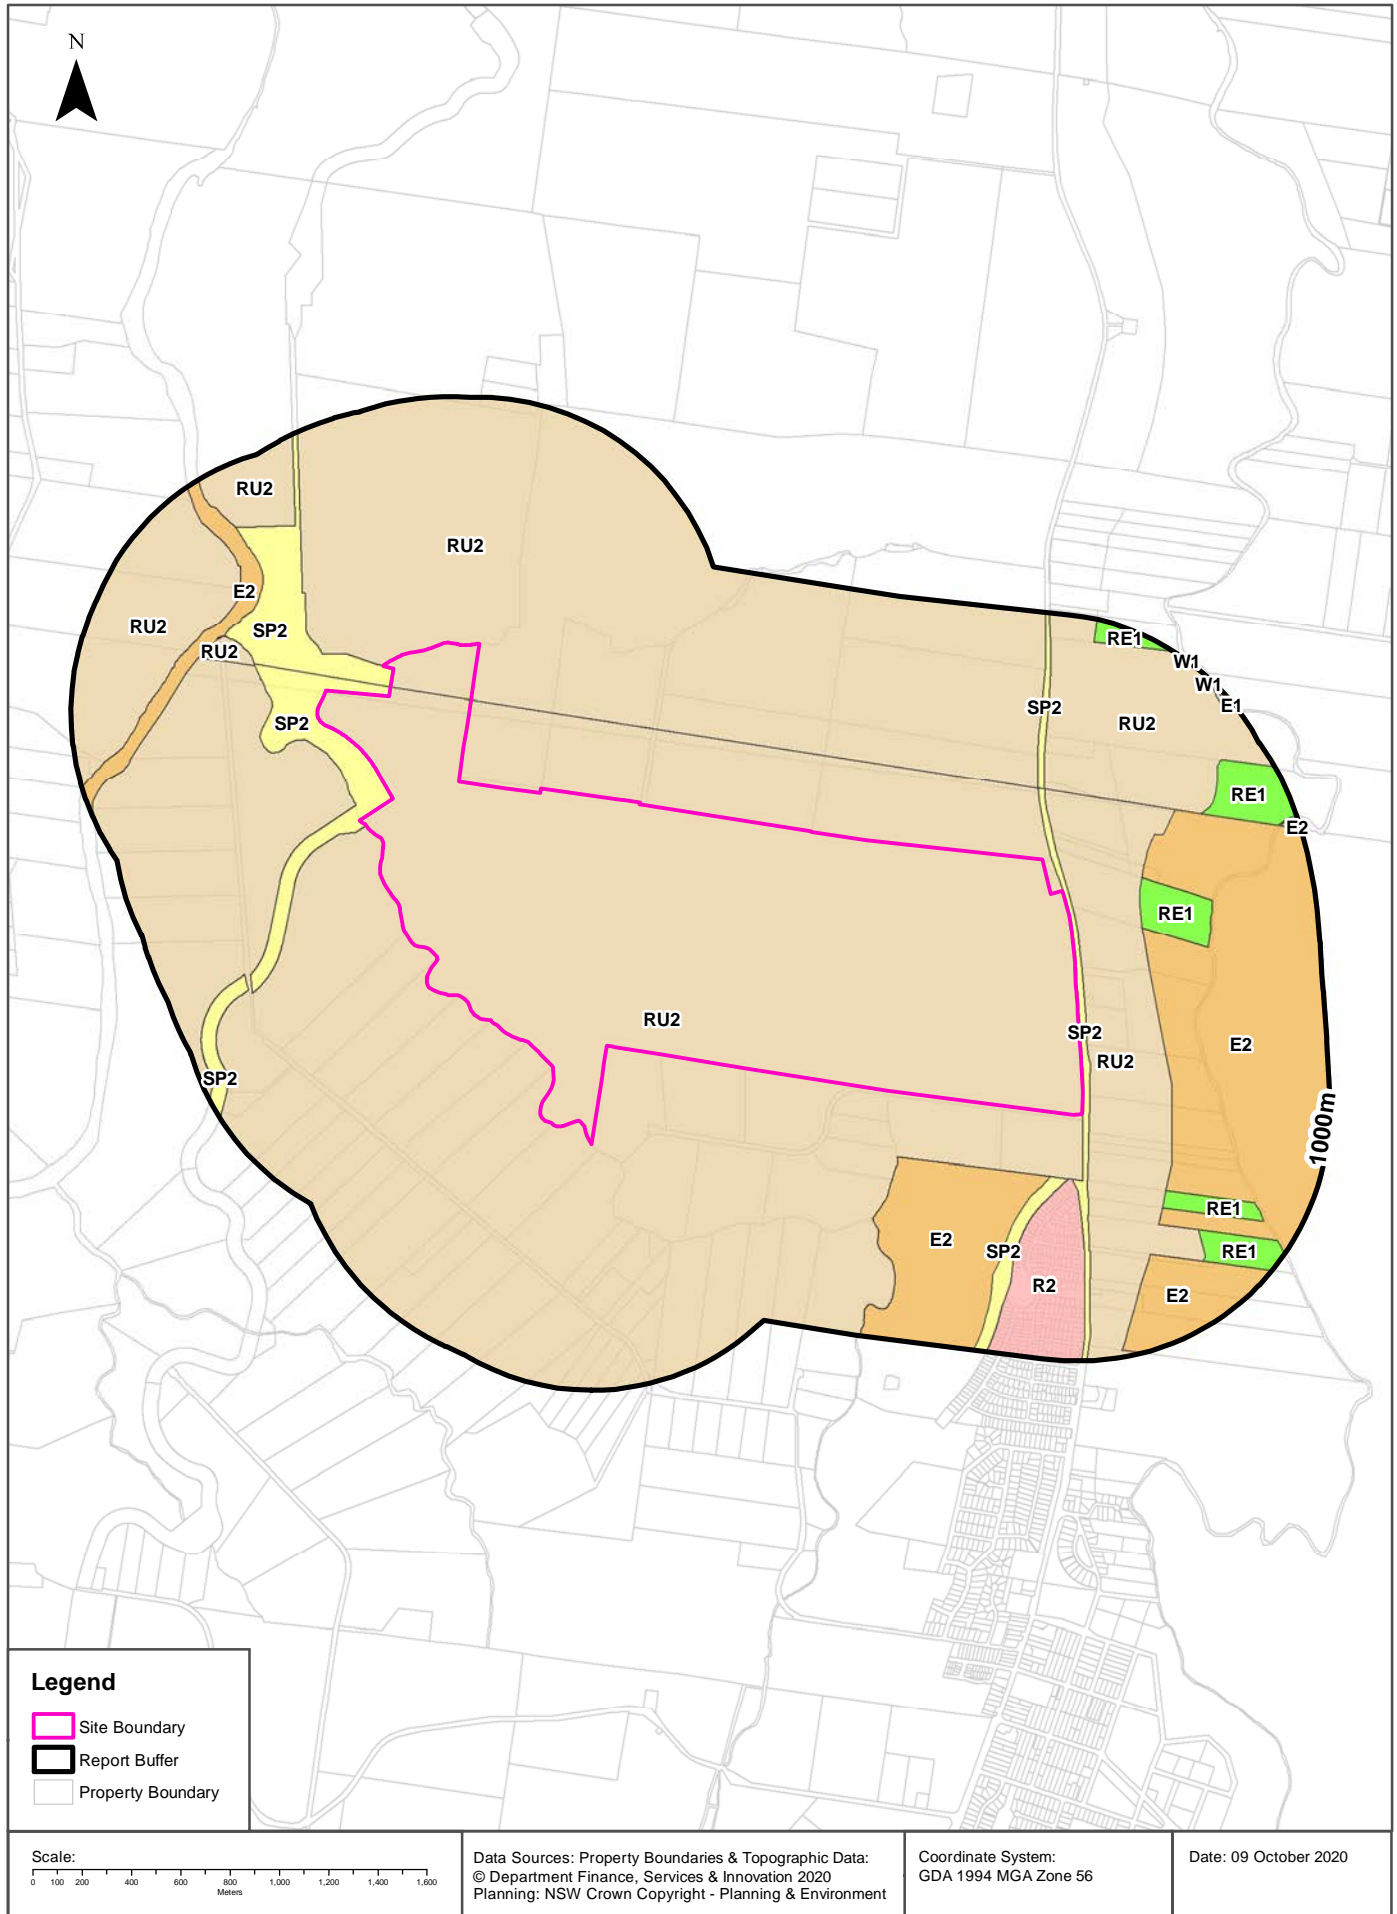 N
RU2
RU2
E2
RU2
SP2
RU2
RE1
W1
W1
E1
SP2
RU2
SP2
RE1
E2
RE1
RU2
SP2
E2
RU2
SP2
1000m
RE1
E2
SP2
RE1
R2
E2
Legend
Site Boundary
Report Buffer
Property Boundary
Scale:
0 100 200 400 600 800 1,000 1,200 1,400 1,600
Meters
Data Sources: Property Boundaries & Topographic Data:
© Department Finance, Services & Innovation 2020
Planning: NSW Crown Copyright - Planning & Environment
Coordinate System:
GDA 1994 MGA Zone 56
Date: 09 October 2020